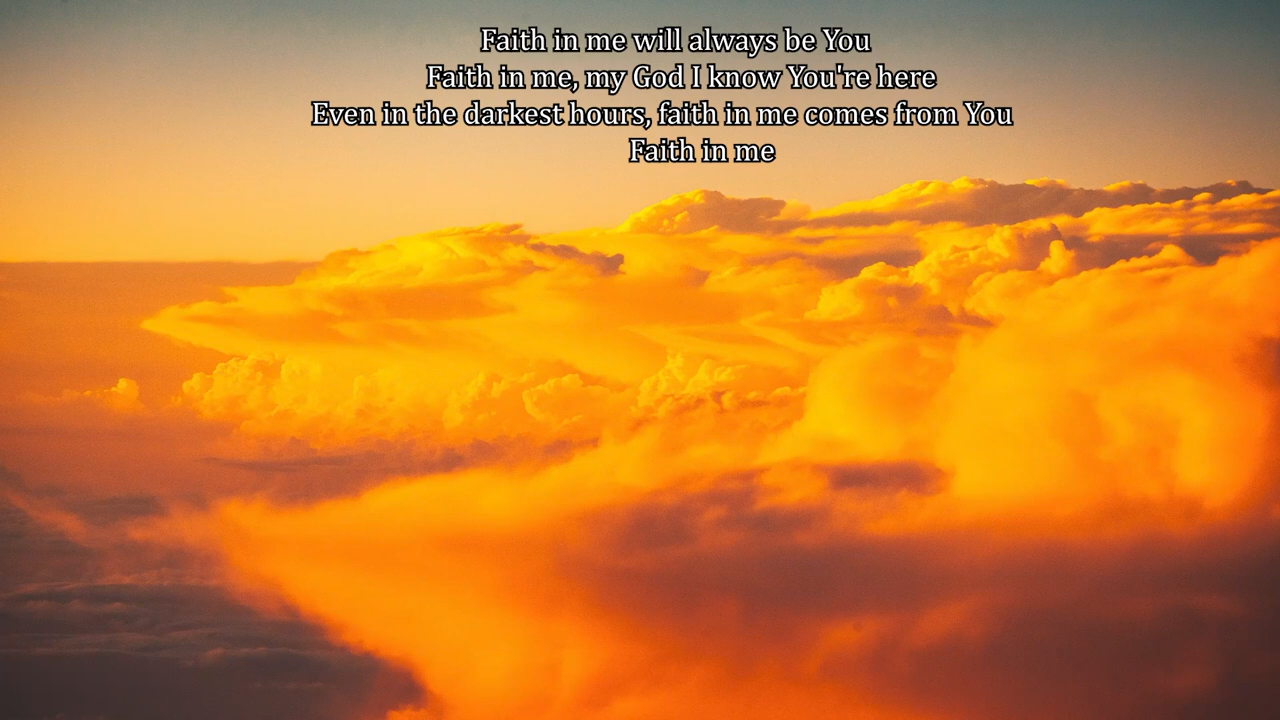 Faith in me will always be You
Faith in me, my God I know You're here
Even in the darkest hours, faith in me comes from You
Faith in me